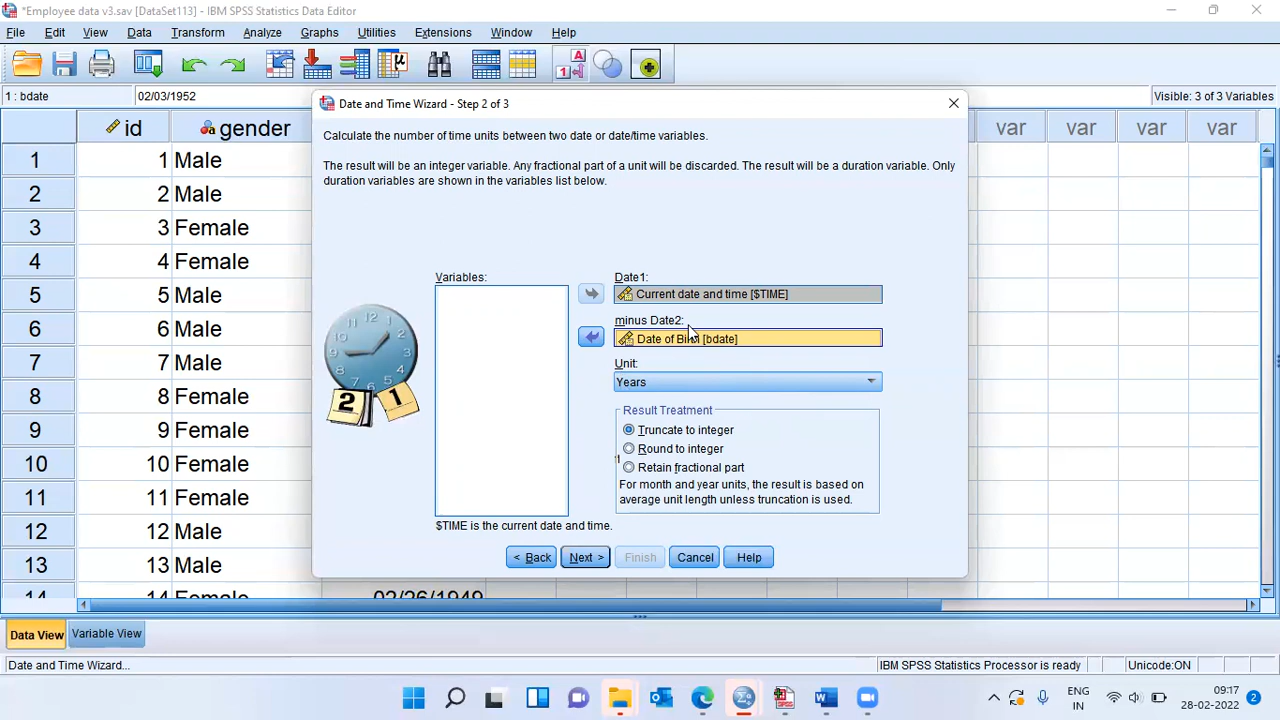 *Employee data v3.sav [DataSet113] - IBM SPSS Statistics Data Editor
File Edit View Data Transform Analyze Graphs Utilities Extensions Window Help
1 : bdate 02/03/1952 Visible: 3 of 3 Variables
id gender var var var var
1 1 Male
2 2 Male
3 3 Female
4 4 Female
5 5 Male
6 6 Male
7 7 Male
8 8 Female
9 9 Female
10 10 Female
11 11 Female
12 12 Male
13 13 Male
14 14 Female 02/26/1949
Date and Time Wizard - Step 2 of 3
Calculate the number of time units between two date or date/time variables.
The result will be an integer variable. Any fractional part of a unit will be discarded. The result will be a duration variable. Only
duration variables are shown in the variables list below.
Variables:
Date1:
Current date and time [$TIME]
minus Date2:
Date of Birth [bdate]
Unit:
Years
Result Treatment
Truncate to integer
Round to integer
Retain fractional part
For month and year units, the result is based on
average unit length unless truncation is used.
$TIME is the current date and time.
< Back Next > Finish Cancel Help
Data View Variable View
Date and Time Wizard... IBM SPSS Statistics Processor is ready Unicode:ON
ENG
IN
09:17
28-02-2022
2